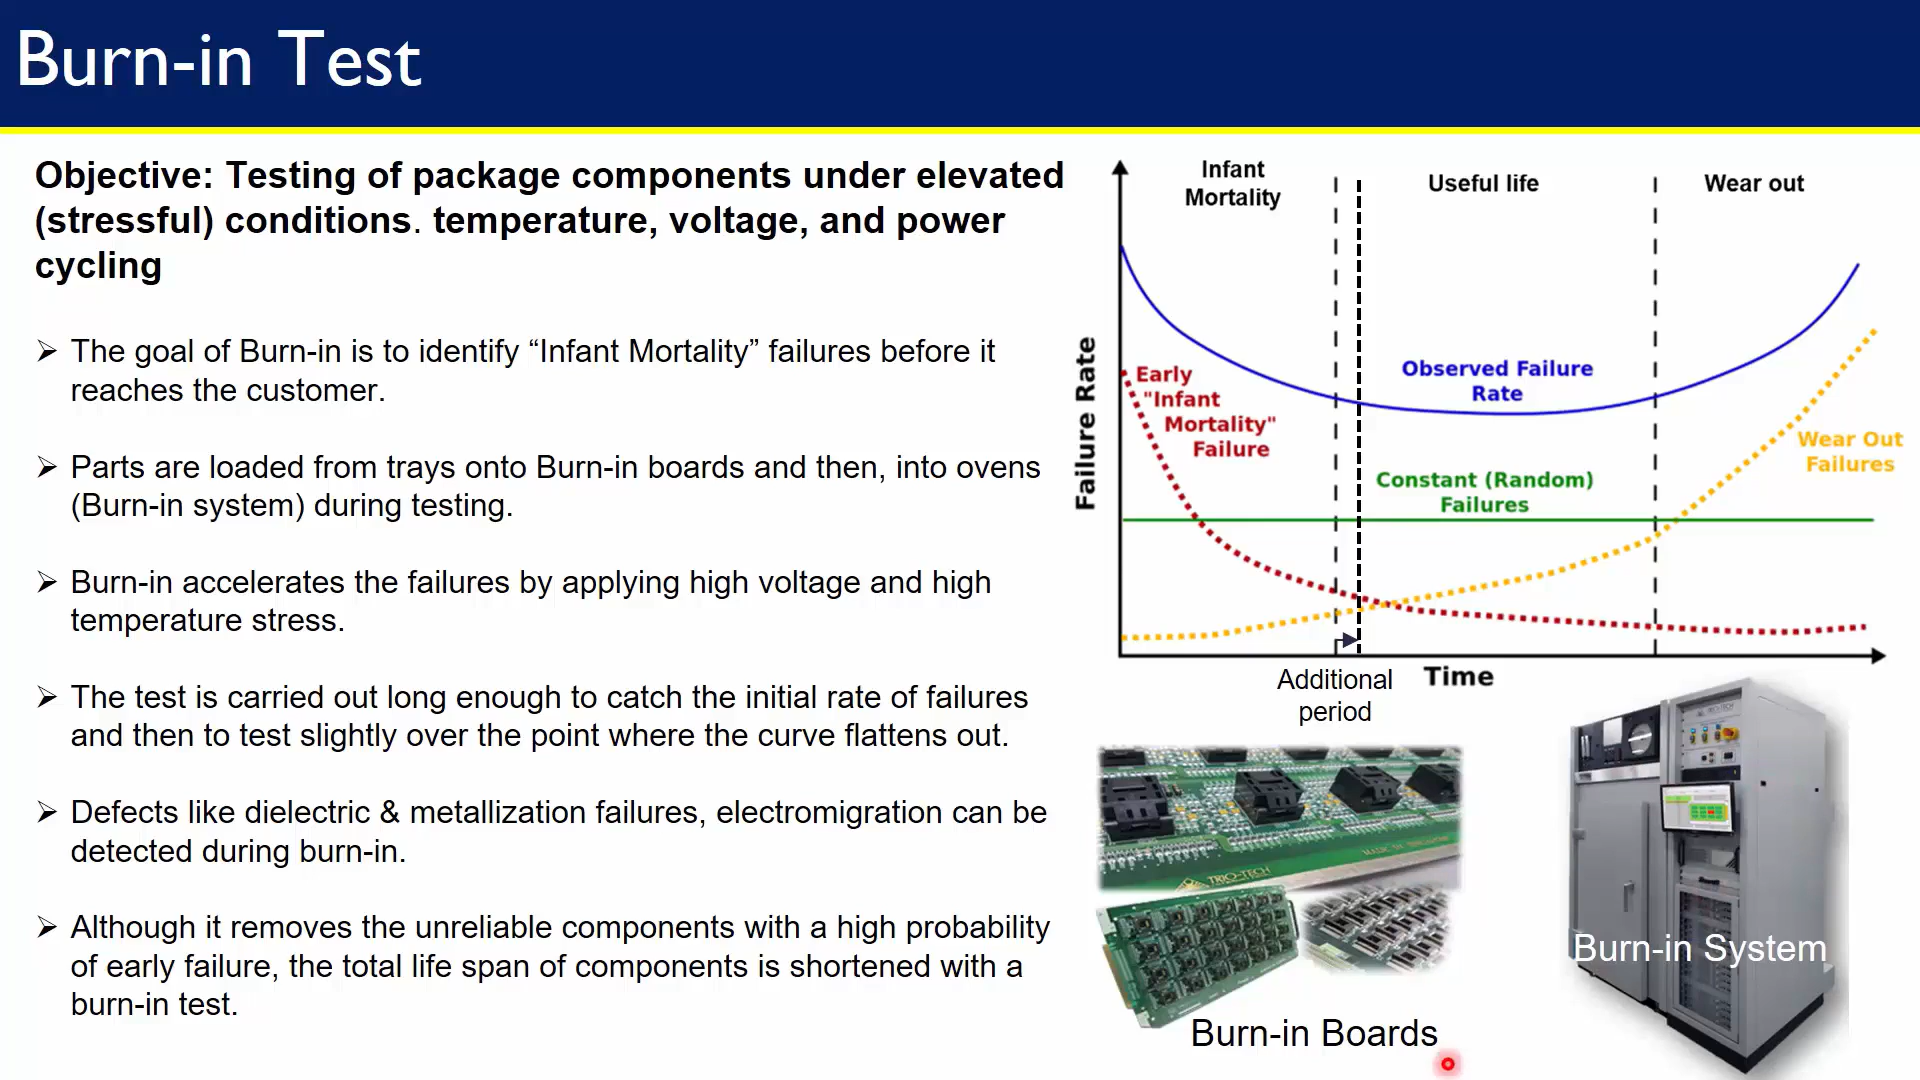 Burn-in Test
Objective: Testing of package components under elevated
(stressful) conditions. temperature, voltage, and power
cycling
The goal of Burn-in is to identify “Infant Mortality” failures before it
reaches the customer.
Parts are loaded from trays onto Burn-in boards and then, into ovens
(Burn-in system) during testing.
Burn-in accelerates the failures by applying high voltage and high
temperature stress.
The test is carried out long enough to catch the initial rate of failures
and then to test slightly over the point where the curve flattens out.
Defects like dielectric & metallization failures, electromigration can be
detected during burn-in.
Although it removes the unreliable components with a high probability
of early failure, the total life span of components is shortened with a
burn-in test.
Infant
Mortality
Useful life
Wear out
Failure Rate
Early
"Infant
Mortality"
Failure
Observed Failure
Rate
Constant (Random)
Failures
Wear Out
Failures
Time
Additional
period
TRIO-TECH
TRIO-TECH
Burn-in System
Burn-in Boards